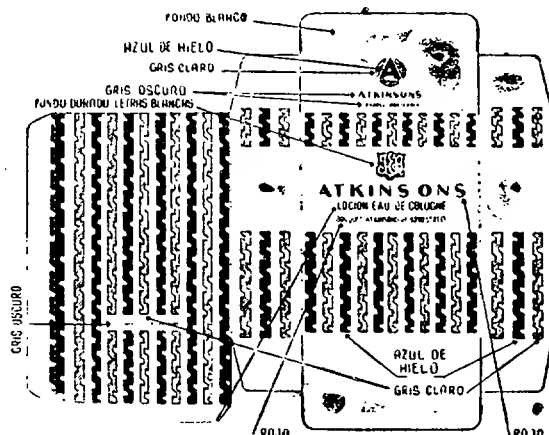 FONDO BLANCO
AZUL DE HIELO
GRIS CLARO
A
GRIS OSCURO
ATKINSONS
FONDO DORADO LETRAS BLANCAS
ATKINSONS
LOCION EAU DE COLOGNE
GRIS OSCURO
AZUL DE
HIELO
GRIS CLARO
ROJO
ROJO